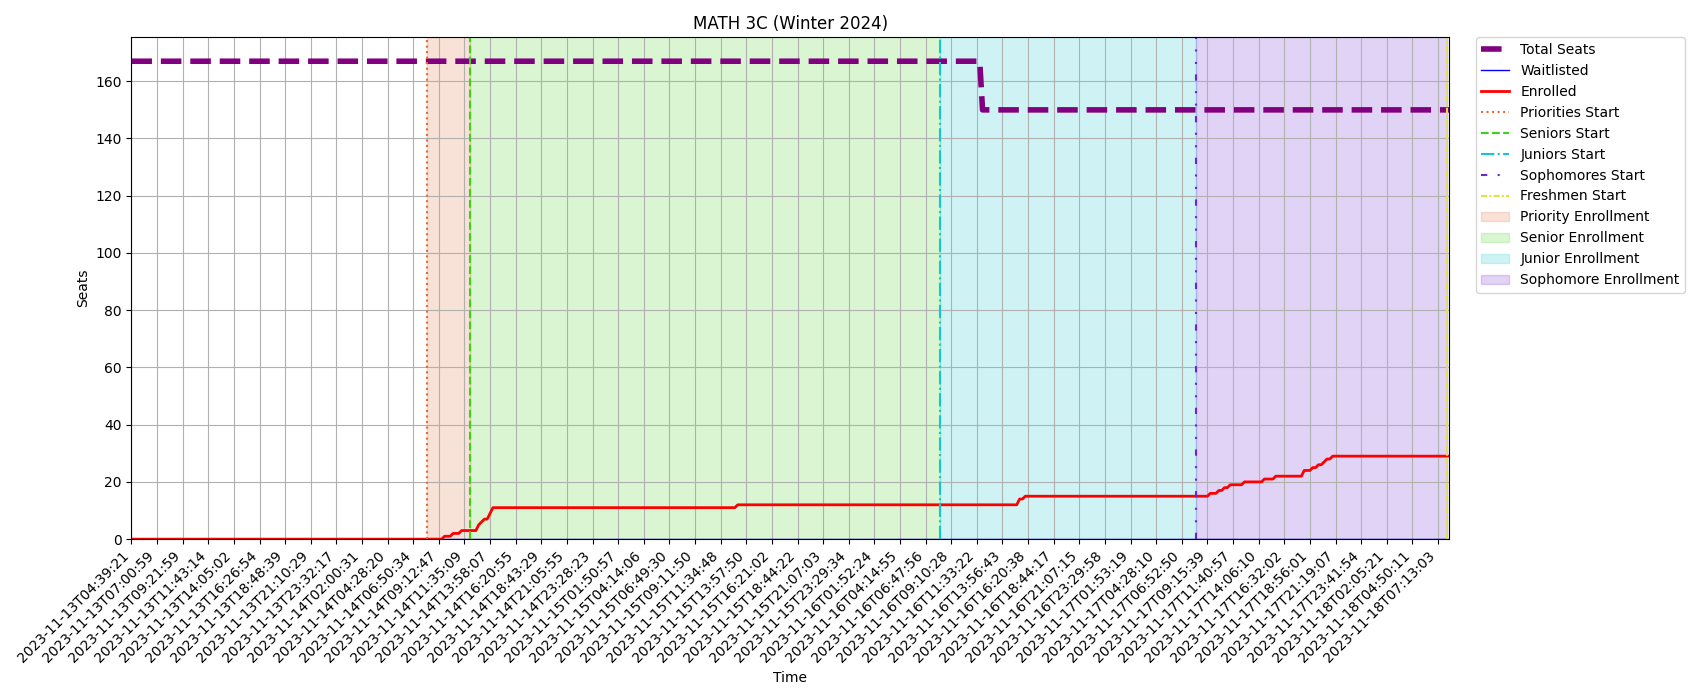 MATH 3C (Winter 2024)
Total Seats
Waitlisted
Enrolled
Priorities Start
Seniors Start
Juniors Start
Sophomores Start
Freshmen Start
Priority Enrollment
Senior Enrollment
Junior Enrollment
Sophomore Enrollment
Seats
160
140
120
100
80
60
40
20
0
2023-11-13T04:39:21
2023-11-13T07:00:59
2023-11-13T09:21:59
2023-11-13T11:43:14
2023-11-13T14:05:02
2023-11-13T16:26:54
2023-11-13T18:48:39
2023-11-13T21:10:29
2023-11-13T23:32:17
2023-11-14T02:00:31
2023-11-14T04:28:20
2023-11-14T06:50:34
2023-11-14T09:12:47
2023-11-14T11:35:09
2023-11-14T13:58:07
2023-11-14T16:20:55
2023-11-14T18:43:29
2023-11-14T21:05:55
2023-11-14T23:28:23
2023-11-15T01:50:57
2023-11-15T04:14:06
2023-11-15T06:49:30
2023-11-15T09:11:50
2023-11-15T11:34:48
2023-11-15T13:57:50
2023-11-15T16:21:02
2023-11-15T18:44:22
2023-11-15T21:07:03
2023-11-15T23:29:34
2023-11-16T01:52:24
2023-11-16T04:14:55
2023-11-16T06:47:56
2023-11-16T09:10:28
2023-11-16T11:33:22
2023-11-16T13:56:43
2023-11-16T16:20:38
2023-11-16T18:44:17
2023-11-16T21:07:15
2023-11-16T23:29:58
2023-11-17T01:53:19
2023-11-17T04:28:10
2023-11-17T06:52:50
2023-11-17T09:15:39
2023-11-17T11:40:57
2023-11-17T14:06:10
2023-11-17T16:32:02
2023-11-17T18:56:01
2023-11-17T21:19:07
2023-11-17T23:41:54
2023-11-18T02:05:21
2023-11-18T04:50:11
2023-11-18T07:13:03
Time